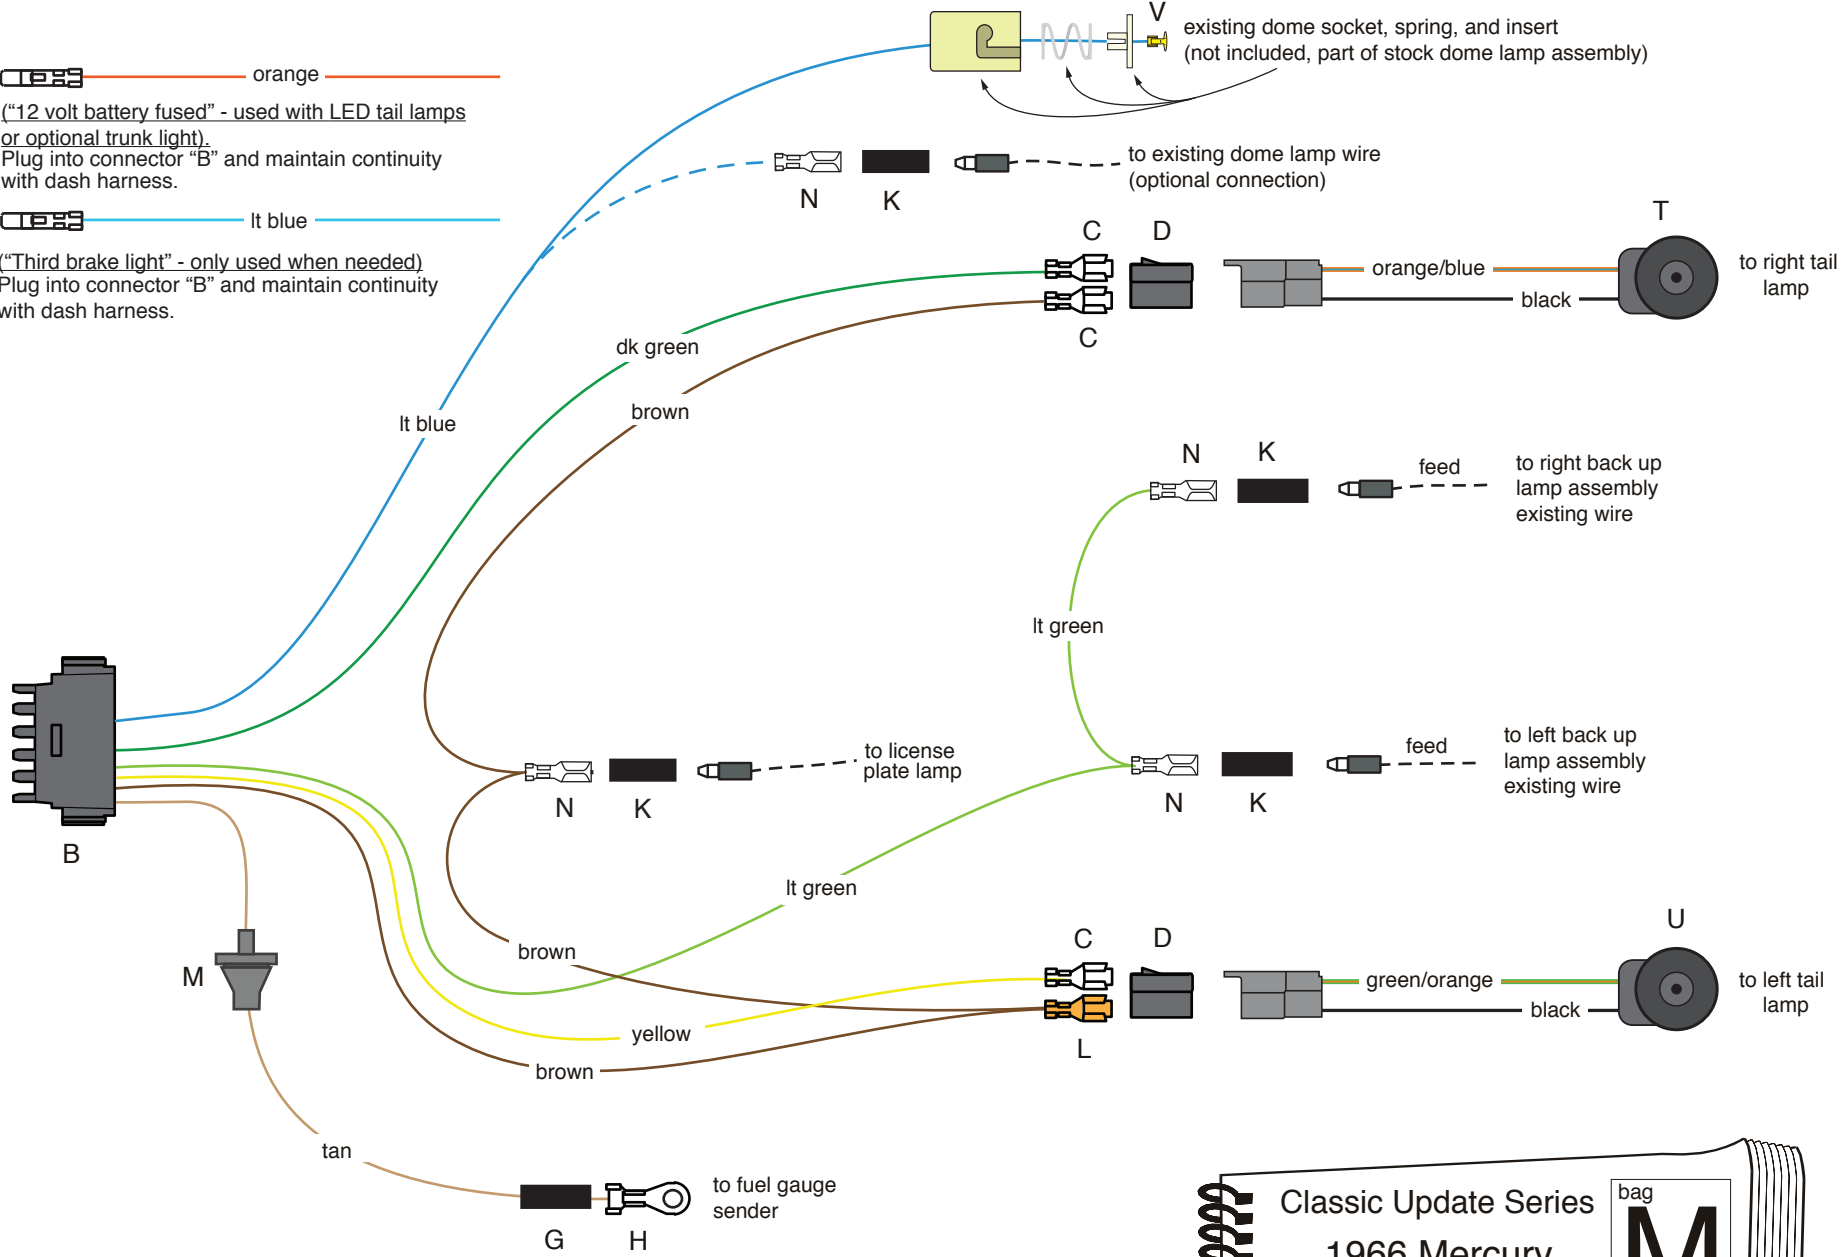 orange
(“12 volt battery fused” - used with LED tail lamps
or optional trunk light).
Plug into connector “B” and maintain continuity
with dash harness.
lt blue
(“Third brake light” - only used when needed)
Plug into connector “B” and maintain continuity
with dash harness.
V
existing dome socket, spring, and insert
(not included, part of stock dome lamp assembly)
N
K
to existing dome lamp wire
(optional connection)
C
D
C
orange/blue
black
T
to right tail
lamp
dk green
brown
lt blue
N
K
feed
to right back up
lamp assembly
existing wire
lt green
N
K
feed
to left back up
lamp assembly
existing wire
N
K
to license
plate lamp
B
lt green
brown
yellow
brown
C
D
L
green/orange
black
U
to left tail
lamp
M
tan
G
H
to fuel gauge
sender
Classic Update Series
1966 Mercury
bag
M